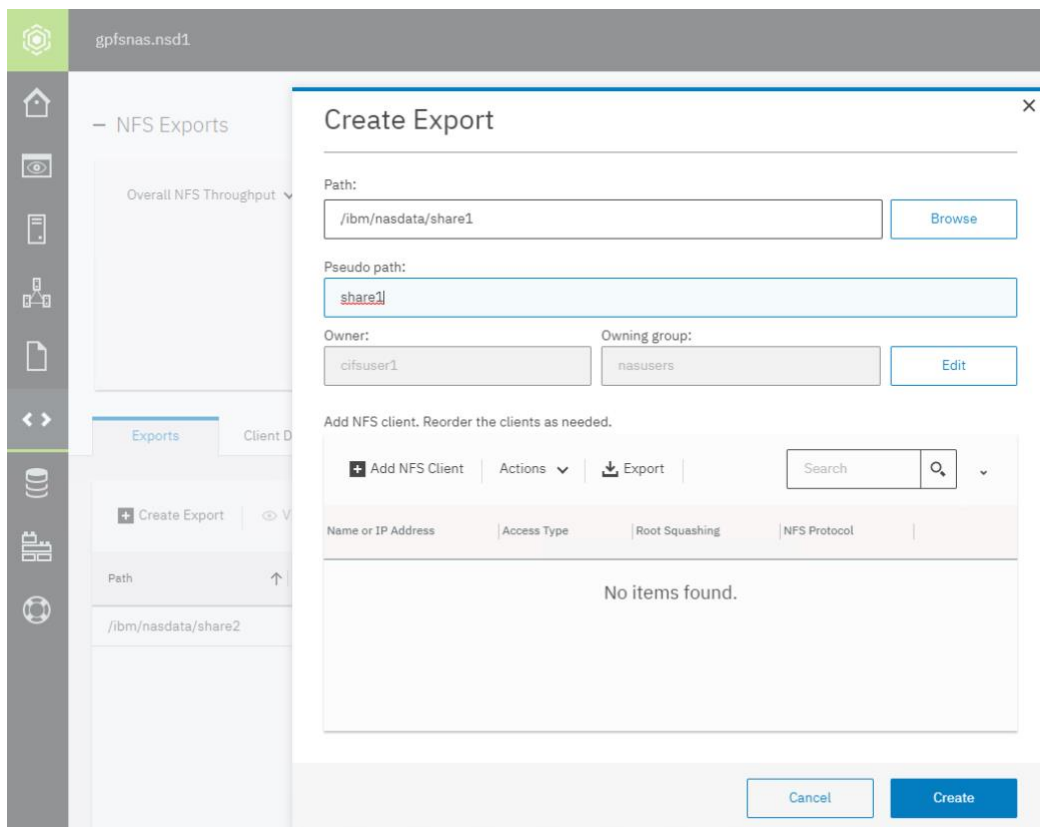 gpfsnas.nsd1
NFS Exports
Overall NFS Throughput
Exports
Client D
Create Export
V
Path
/ibm/nasdata/share2
Create Export
Path:
/ibm/nasdata/share1
Browse
Pseudo path:
share1
Owner:
Owning group:
cifsuser1
nasusers
Edit
Add NFS client. Reorder the clients as needed.
Add NFS Client
Actions
Export
Search
Name or IP Address
Access Type
Root Squashing
NFS Protocol
No items found.
Cancel
Create